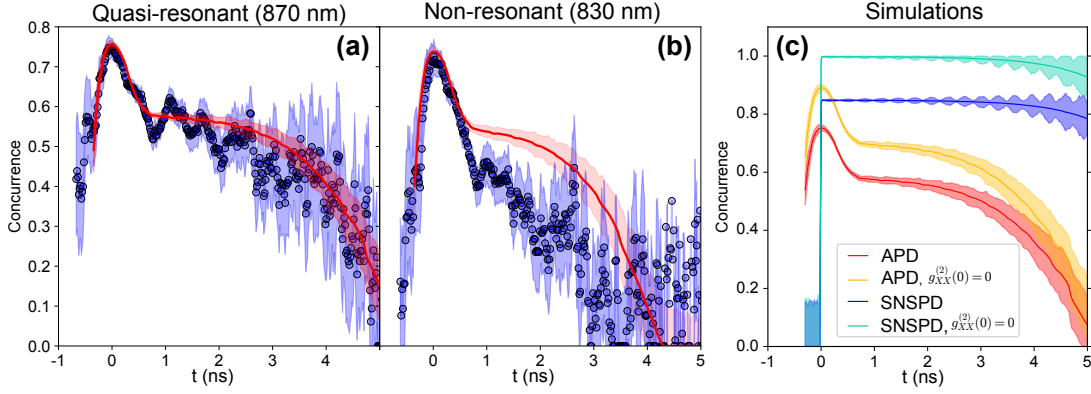 Quasi-resonant (870 nm)
Non-resonant (830 nm)
Simulations
(a)
(b)
(c)
Concurrence
0.8
0.7
0.6
0.5
0.4
0.3
0.2
0.1
0.0
-1
0
1
2
3
4
t (ns)
-1
0
1
2
3
4
5
t (ns)
Concurrence
1.0
0.8
0.6
0.4
0.2
0.0
-1
0
1
2
3
4
5
t (ns)
APD
APD, g_{XX}^{(2)}(0) = 0
SNSPD
SNSPD, g_{XX}^{(2)}(0) = 0